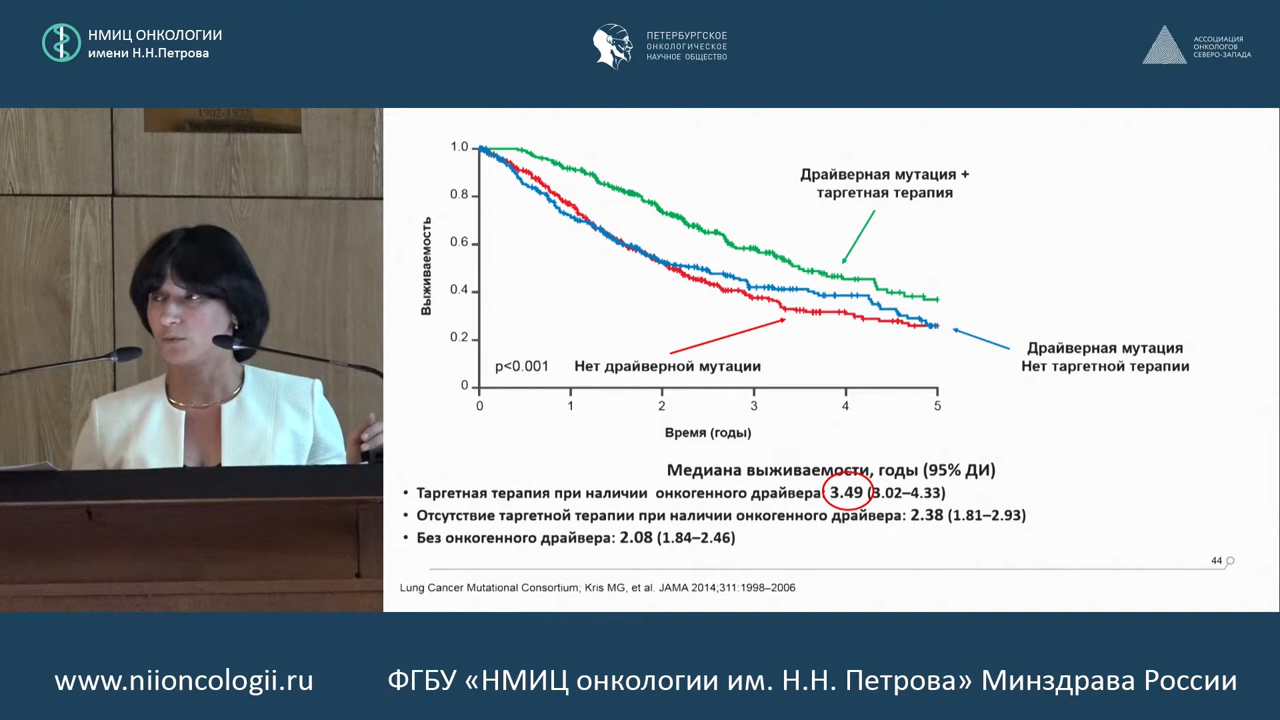 НМИЦ ОНКОЛОГИИ
имени Н.Н.Петрова
ПЕТЕРБУРГСКОЕ
ОНКОЛОГИЧЕСКОЕ
НАУЧНОЕ ОБЩЕСТВО
АССОЦИАЦИЯ
ОНКОЛОГОВ
СЕВЕРО-ЗАПАДА
1902-1972
1.0
0.8
0.6
0.4
0.2
0
Выживаемость
Драйверная мутация +
таргетная терапия
p<0.001
Нет драйверной мутации
Драйверная мутация
Нет таргетной терапии
0 1 2 3 4 5
Время (годы)
Медиана выживаемости, годы (95% ДИ)
• Таргетная терапия при наличии онкогенного драйвера: 3.49 (3.02–4.33)
• Отсутствие таргетной терапии при наличии онкогенного драйвера: 2.38 (1.81–2.93)
• Без онкогенного драйвера: 2.08 (1.84–2.46)
44
Lung Cancer Mutational Consortium; Kris MG, et al. JAMA 2014;311:1998–2006
www.niioncologii.ru
ФГБУ «НМИЦ онкологии им. Н.Н. Петрова» Минздрава России